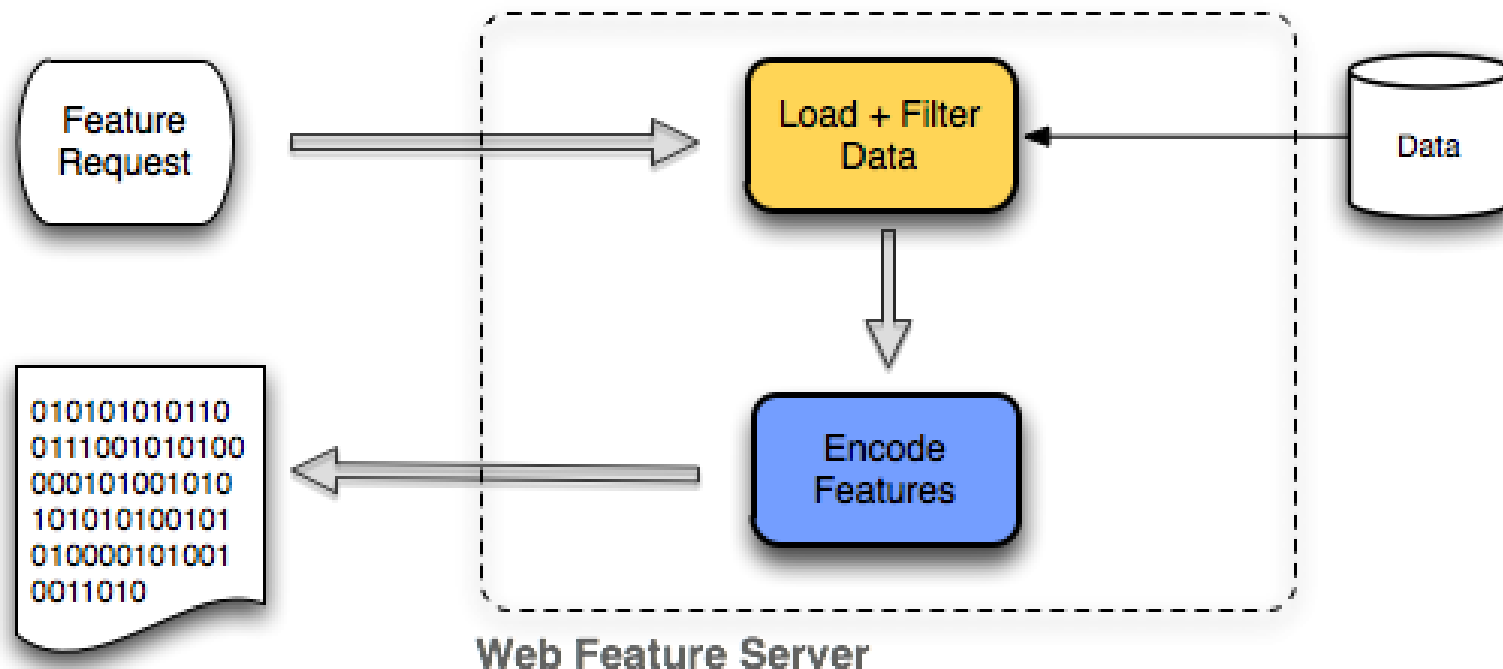 Feature
Request
Load + Filter
Data
Data
010101010110
0111001010100
000101001010
101010100101
010000101001
0011010
Encode
Features
Web Feature Server